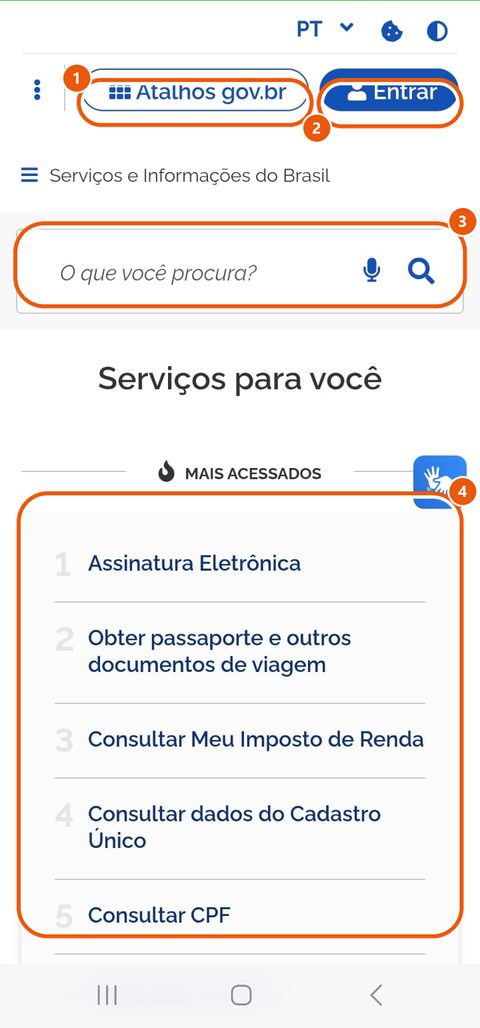 PT
1
Atalhos gov.br
Entrar
2
Serviços e Informações do Brasil
3
O que você procura?
Serviços para você
MAIS ACESSADOS
4
1 Assinatura Eletrônica
2 Obter passaporte e outros
documentos de viagem
3 Consultar Meu Imposto de Renda
4 Consultar dados do Cadastro
Único
5 Consultar CPF